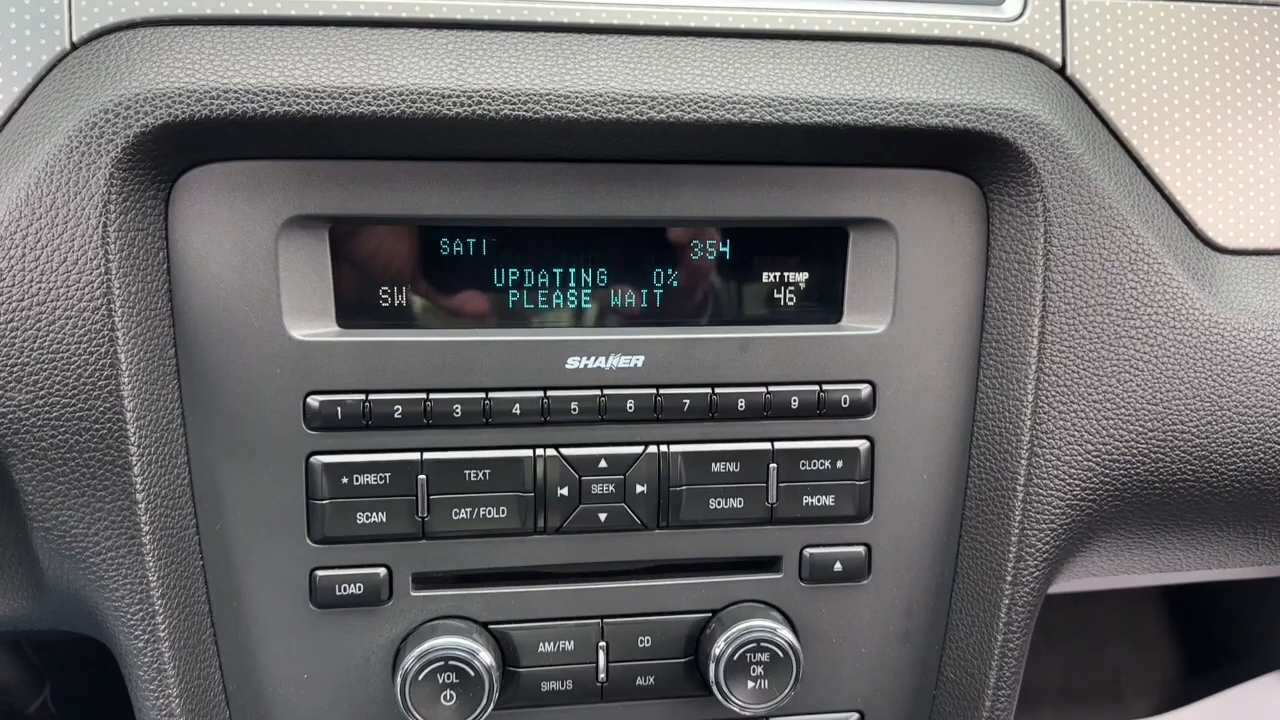 SAT1 3:54
UPDATING 0%
EXT TEMP
SW PLEASE WAIT 46°F
SHAKER
1 2 3 4 5 6 7 8 9 0
* DIRECT TEXT MENU CLOCK #
SEEK
SCAN CAT/FOLD SOUND PHONE
LOAD
AM/FM CD
VOL SIRIUS AUX TUNE
OK